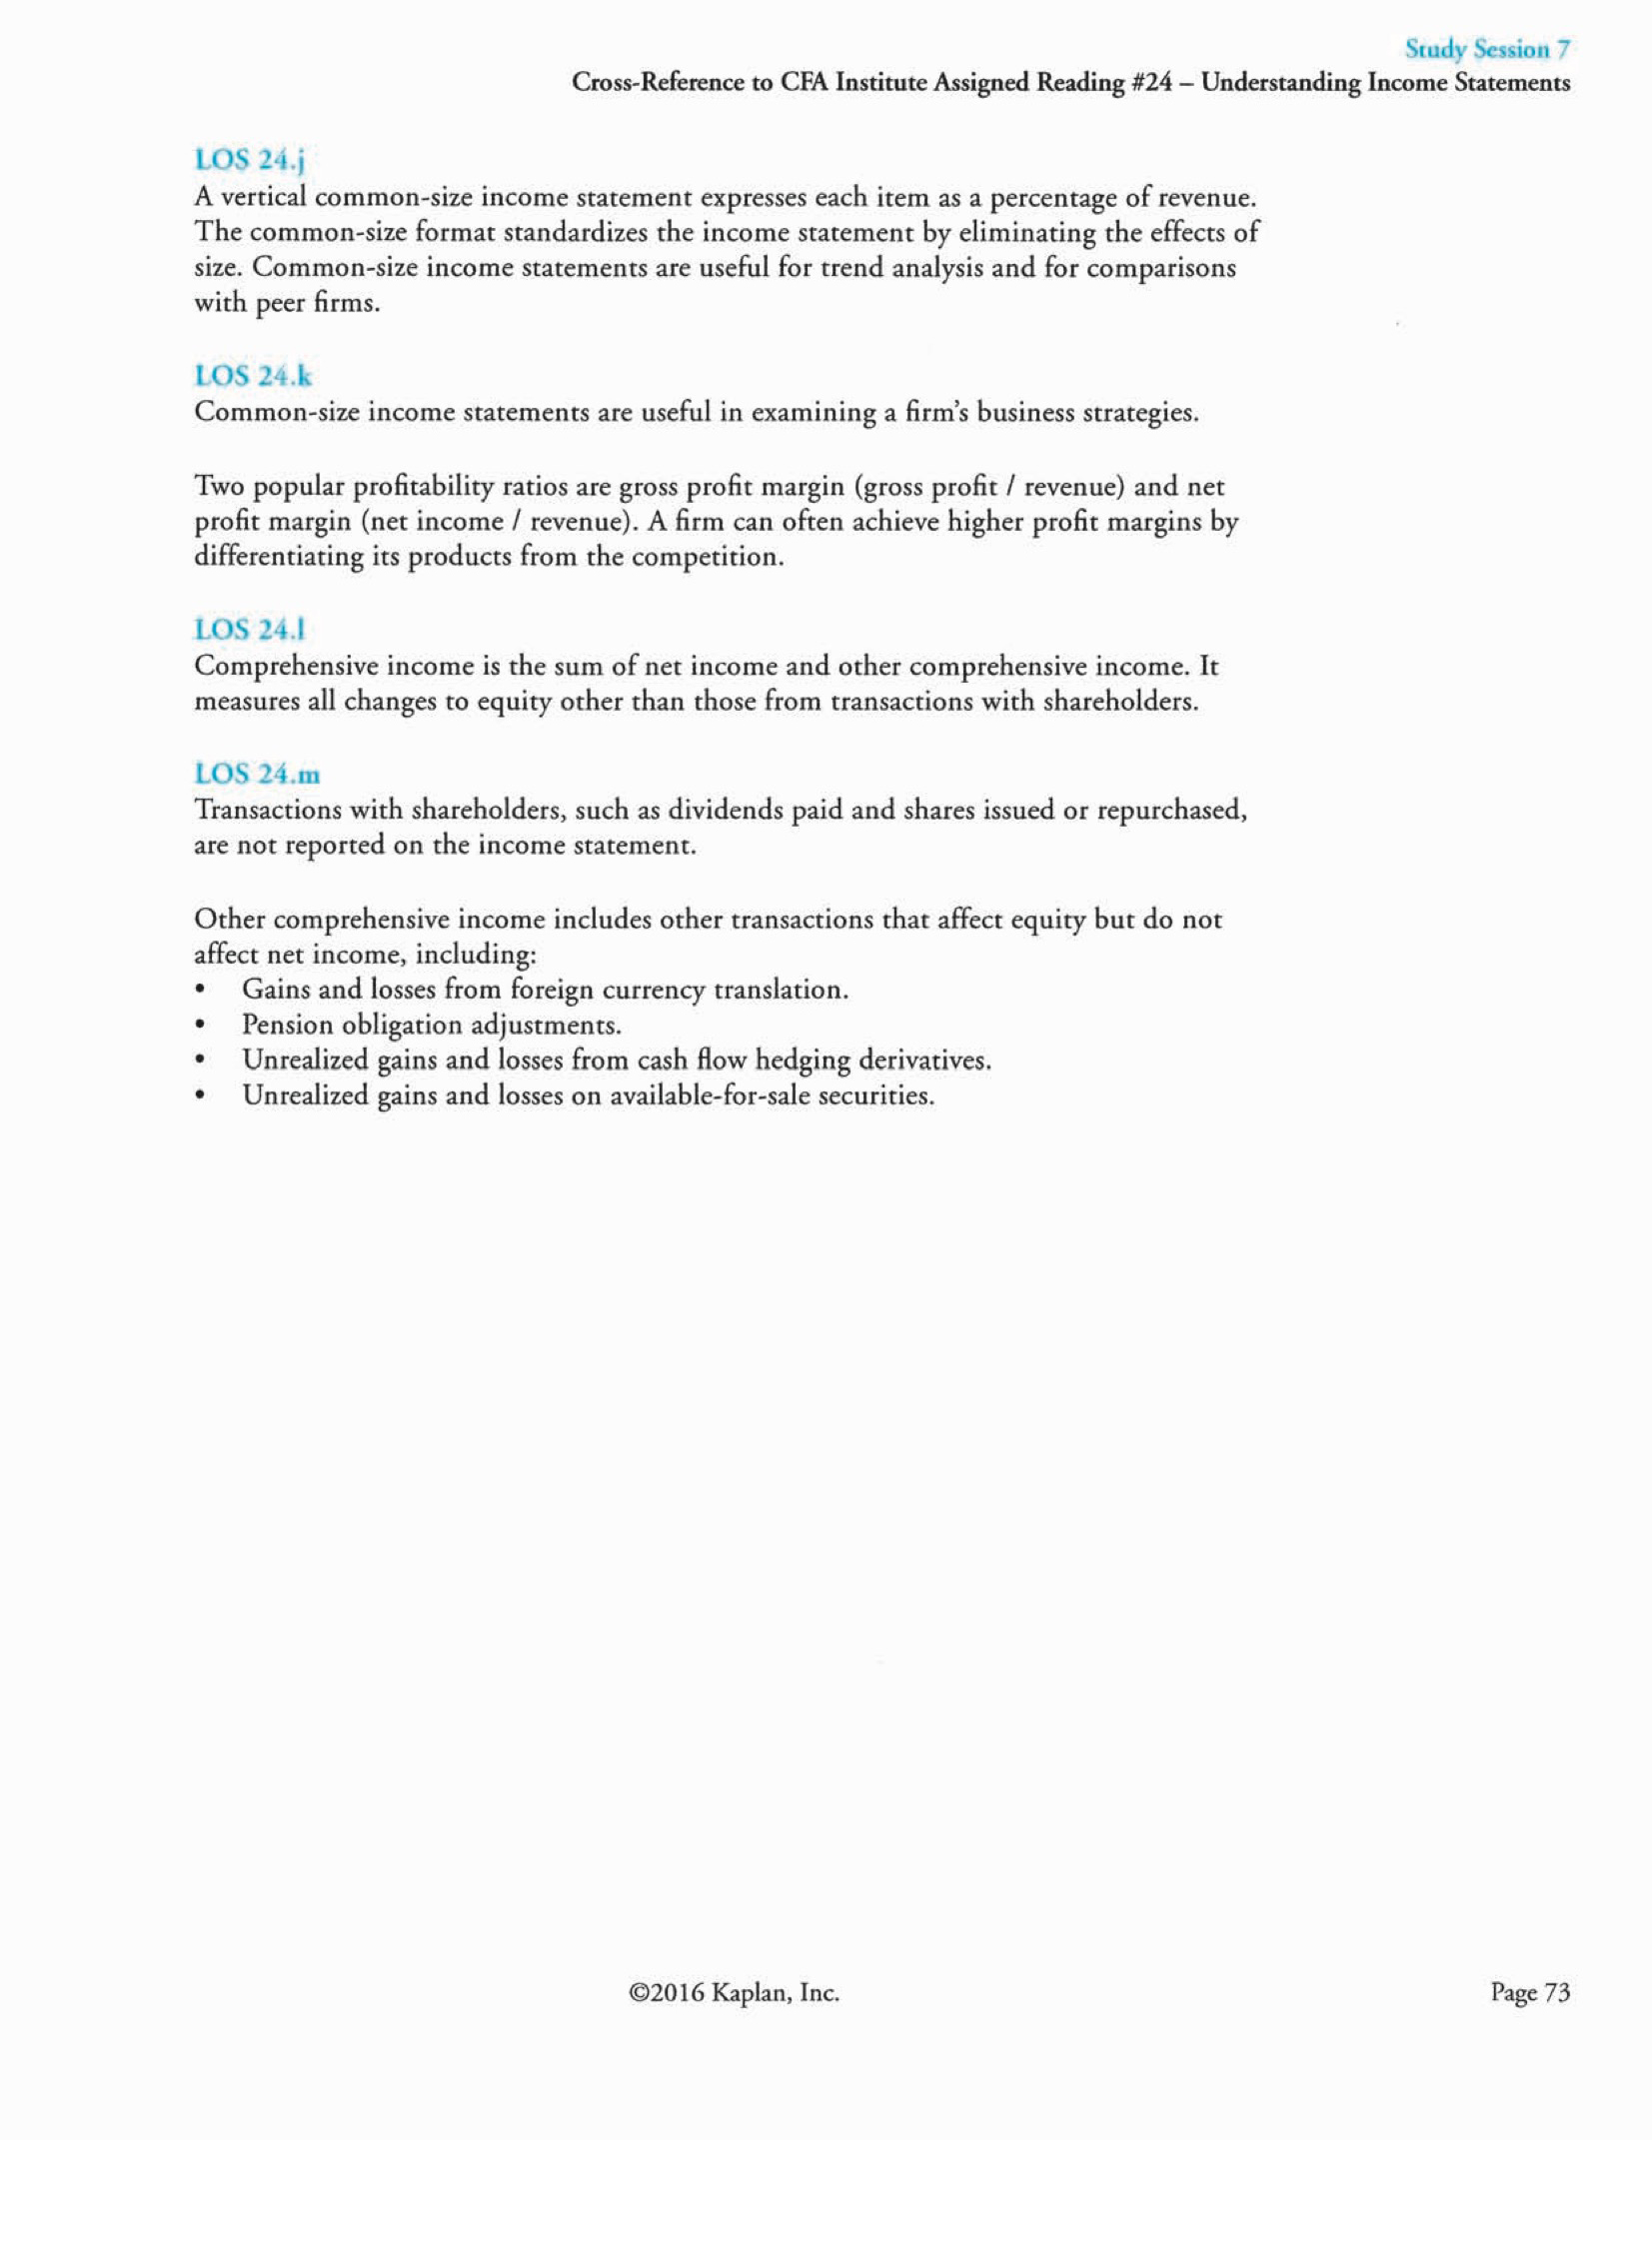 Study Session 7
Cross-Reference to CFA Institute Assigned Reading #24 – Understanding Income Statements
LOS 24.j
A vertical common-size income statement expresses each item as a percentage of revenue.
The common-size format standardizes the income statement by eliminating the effects of
size. Common-size income statements are useful for trend analysis and for comparisons
with peer firms.
LOS 24.k
Common-size income statements are useful in examining a firm's business strategies.
Two popular profitability ratios are gross profit margin (gross profit / revenue) and net
profit margin (net income / revenue). A firm can often achieve higher profit margins by
differentiating its products from the competition.
LOS 24.l
Comprehensive income is the sum of net income and other comprehensive income. It
measures all changes to equity other than those from transactions with shareholders.
LOS 24.m
Transactions with shareholders, such as dividends paid and shares issued or repurchased,
are not reported on the income statement.
Other comprehensive income includes other transactions that affect equity but do not
affect net income, including:
• Gains and losses from foreign currency translation.
• Pension obligation adjustments.
• Unrealized gains and losses from cash flow hedging derivatives.
• Unrealized gains and losses on available-for-sale securities.
©2016 Kaplan, Inc.
Page 73